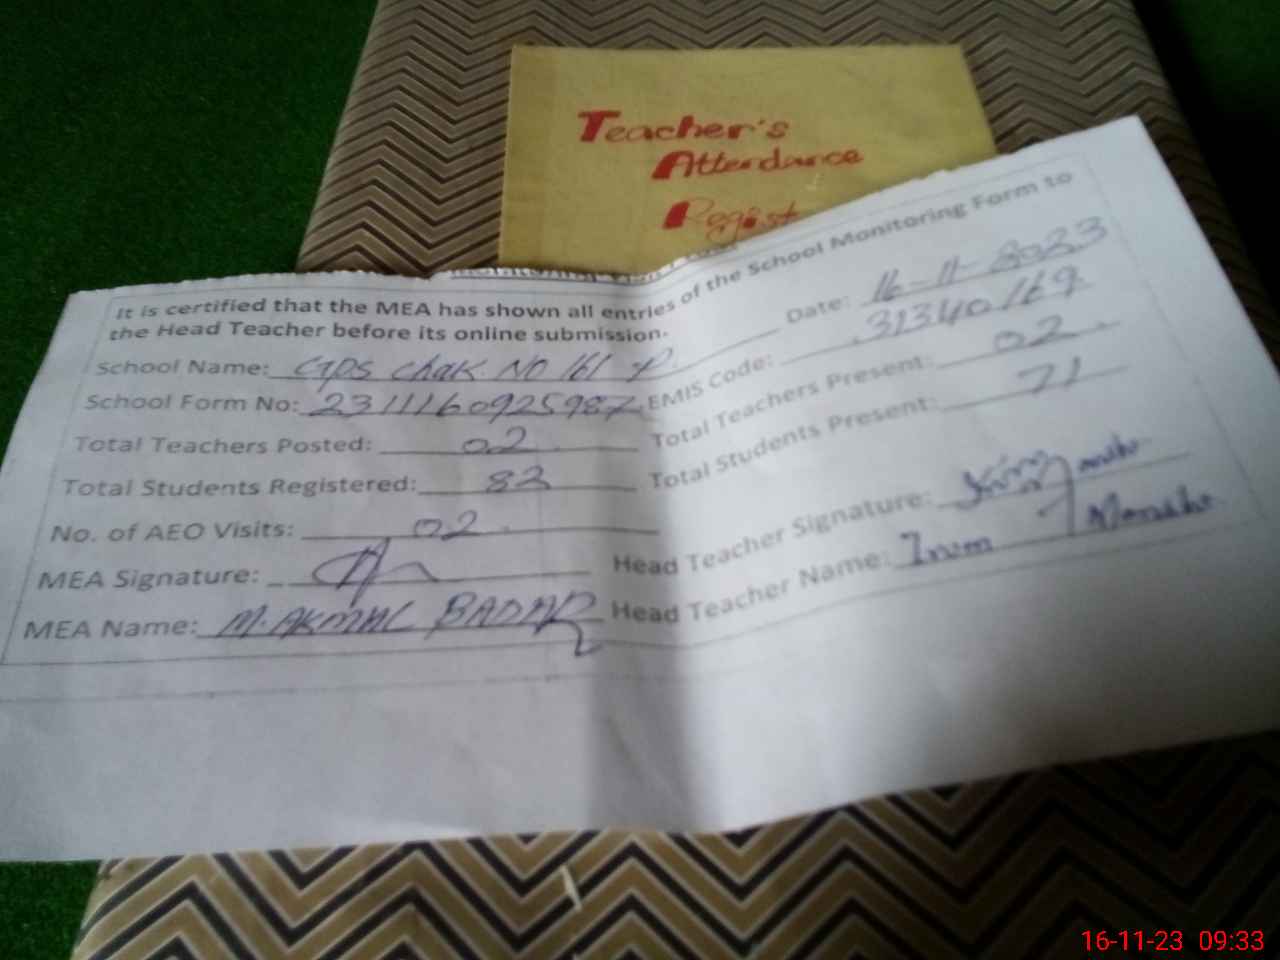 Teacher's
Attendance
It is certified that the MEA has shown all entries of the School Monitoring Form to
the Head Teacher before its online submission.
Date: 16-11-2023
School Name: GPS Chak NO 161 P.
EMIS Code: 31340169
School Form No: 231116092598
Total Teachers Present: 02
Total Teachers Posted: 02
Total Students Present: 71
Total Students Registered: 83
No. of AEO Visits: 02
Head Teacher Signature:
MEA Signature:
Head Teacher Name: Irum
MEA Name: M. AKMAL BADAR
16-11-23 09:33